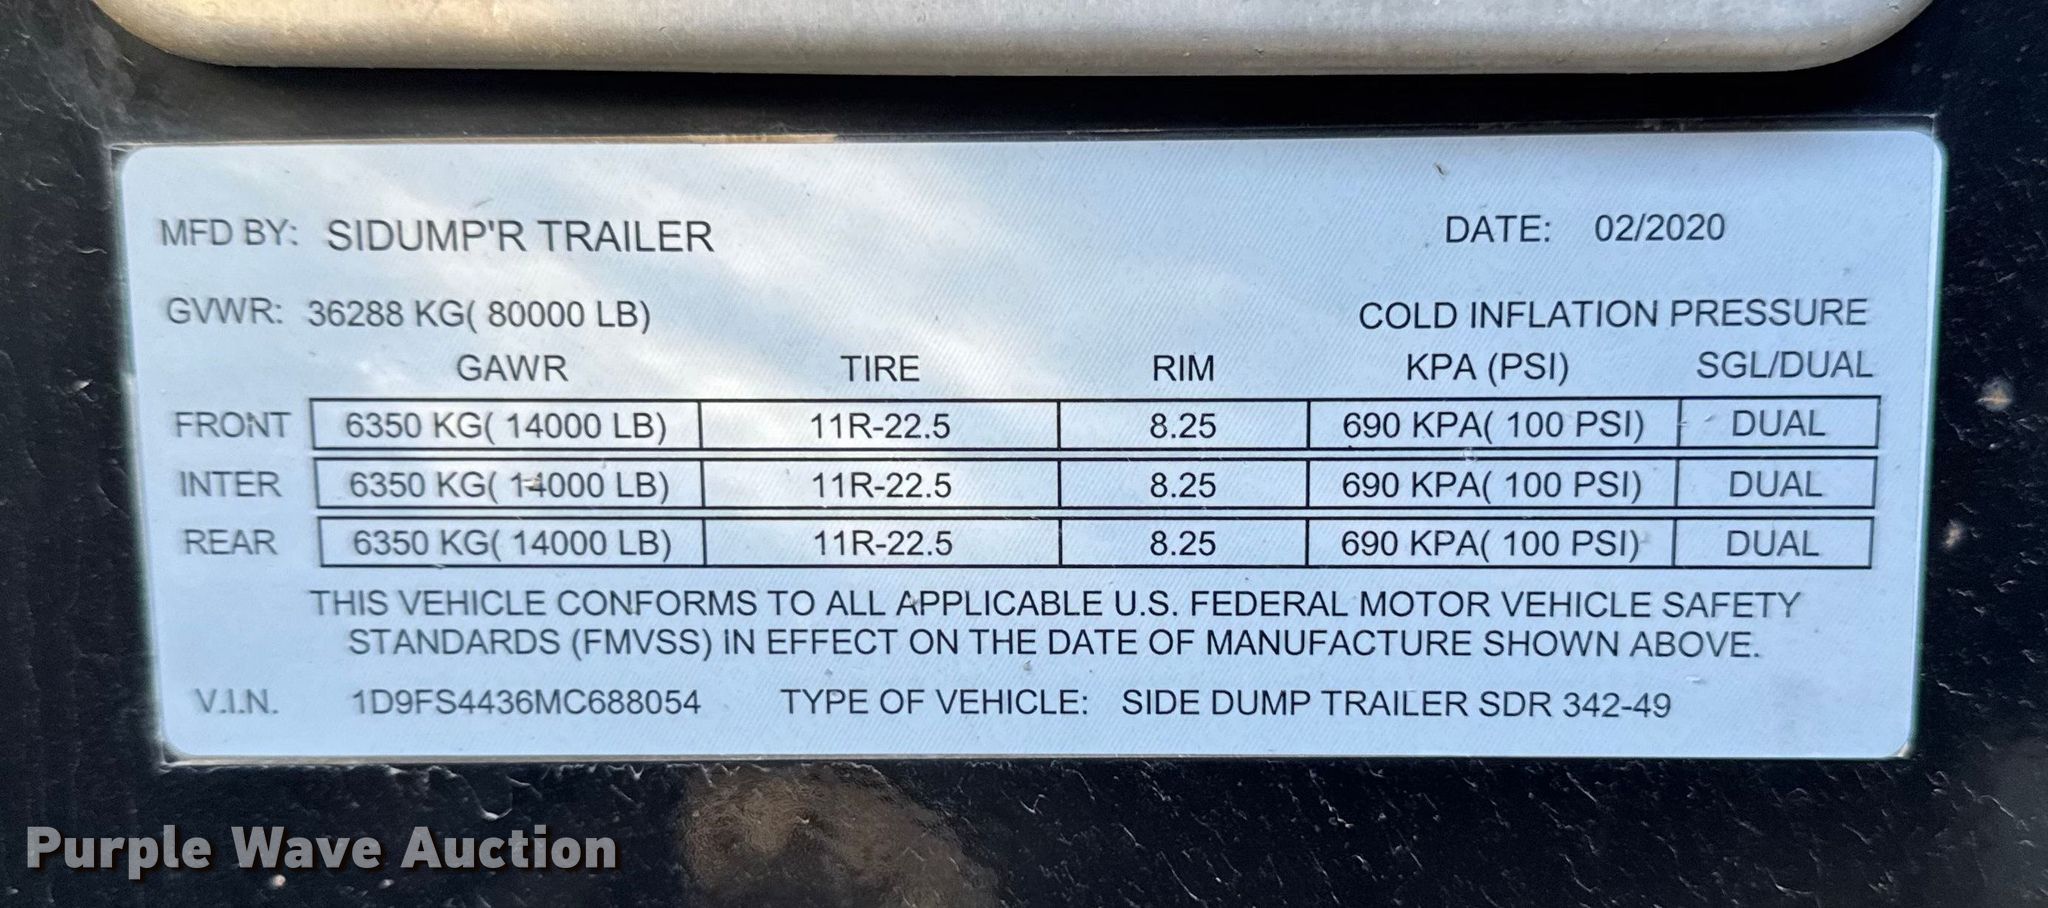 MFD BY: SIDUMP'R TRAILER DATE: 02/2020
GVWR: 36288 KG( 80000 LB) COLD INFLATION PRESSURE
GAWR TIRE RIM KPA (PSI) SGL/DUAL
FRONT 6350 KG( 14000 LB) 11R-22.5 8.25 690 KPA( 100 PSI) DUAL
INTER 6350 KG( 14000 LB) 11R-22.5 8.25 690 KPA( 100 PSI) DUAL
REAR 6350 KG( 14000 LB) 11R-22.5 8.25 690 KPA( 100 PSI) DUAL
THIS VEHICLE CONFORMS TO ALL APPLICABLE U.S. FEDERAL MOTOR VEHICLE SAFETY
STANDARDS (FMVSS) IN EFFECT ON THE DATE OF MANUFACTURE SHOWN ABOVE.
V.I.N. 1D9FS4436MC688054 TYPE OF VEHICLE: SIDE DUMP TRAILER SDR 342-49
Purple Wave Auction